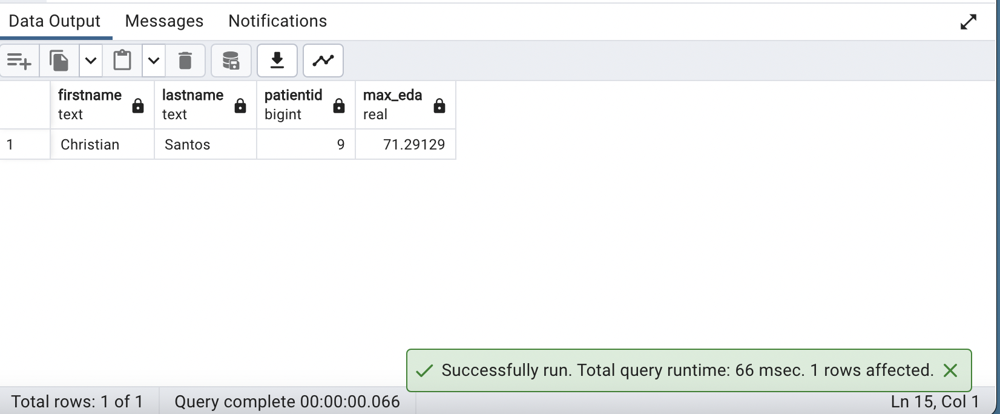 Data Output Messages Notifications
firstname lastname patientid max_eda
text text bigint real
1 Christian Santos 9 71.29129
Successfully run. Total query runtime: 66 msec. 1 rows affected.
Total rows: 1 of 1 Query complete 00:00:00.066 Ln 15, Col 1